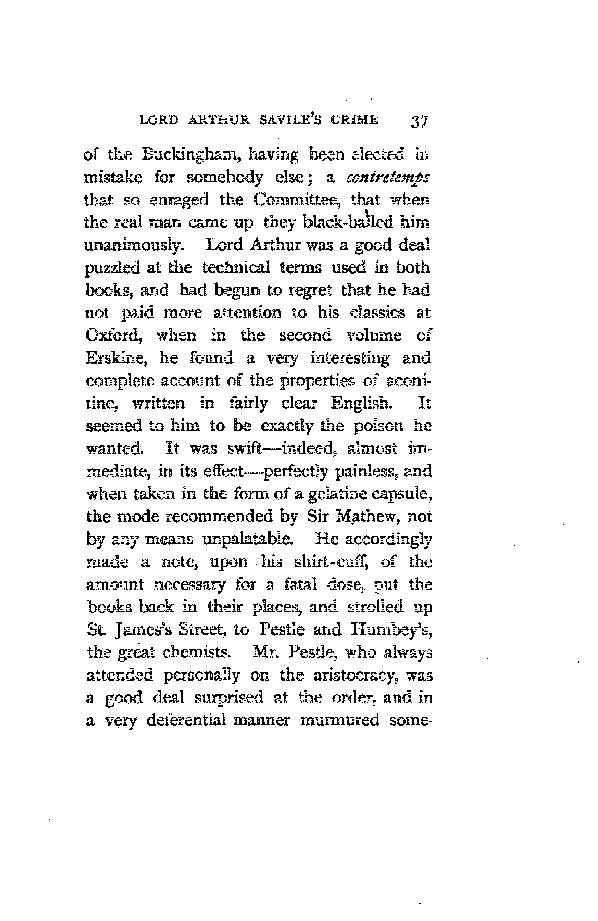 LORD ARTHUR SAVILE'S CRIME 37
of the Buckingham, having been elected in
mistake for somebody else; a contretemps
that so enraged the Committee, that when
the real man came up they black-balled him
unanimously. Lord Arthur was a good deal
puzzled at the technical terms used in both
books, and had begun to regret that he had
not paid more attention to his classics at
Oxford, when in the second volume of
Erskine, he found a very interesting and
complete account of the properties of aconi-
tine, written in fairly clear English. It
seemed to him to be exactly the poison he
wanted. It was swift—indeed, almost im-
mediate, in its effect—perfectly painless, and
when taken in the form of a gelatine capsule,
the mode recommended by Sir Mathew, not
by any means unpalatable. He accordingly
made a note, upon his shirt-cuff, of the
amount necessary for a fatal dose, put the
books back in their places, and strolled up
St. James's Street, to Pestle and Humbey's,
the great chemists. Mr. Pestle, who always
attended personally on the aristocracy, was
a good deal surprised at the order, and in
a very deferential manner murmured some-